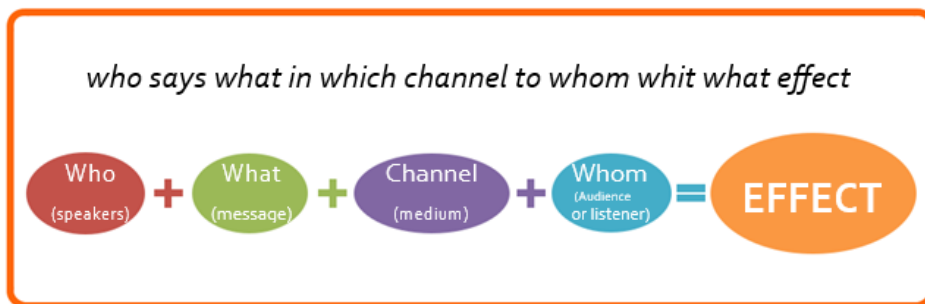 who says what in which channel to whom whit what effect
Who
(speakers)
+
What
(message)
+
Channel
(medium)
+
Whom
(Audience
or listener)
=
EFFECT